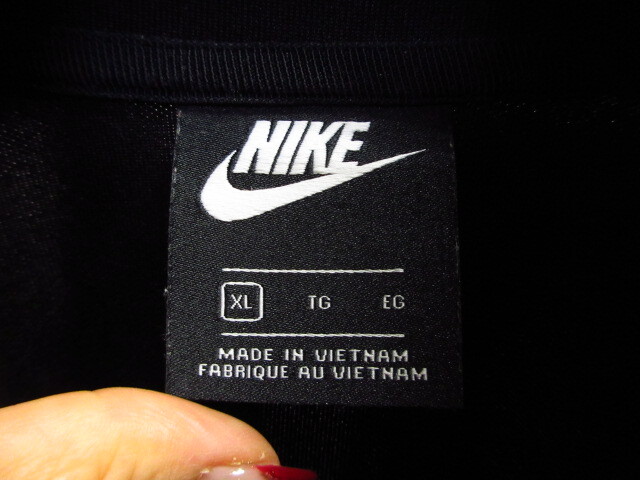 NIKE
XL TG EG
MADE IN VIETNAM
FABRIQUE AU VIETNAM